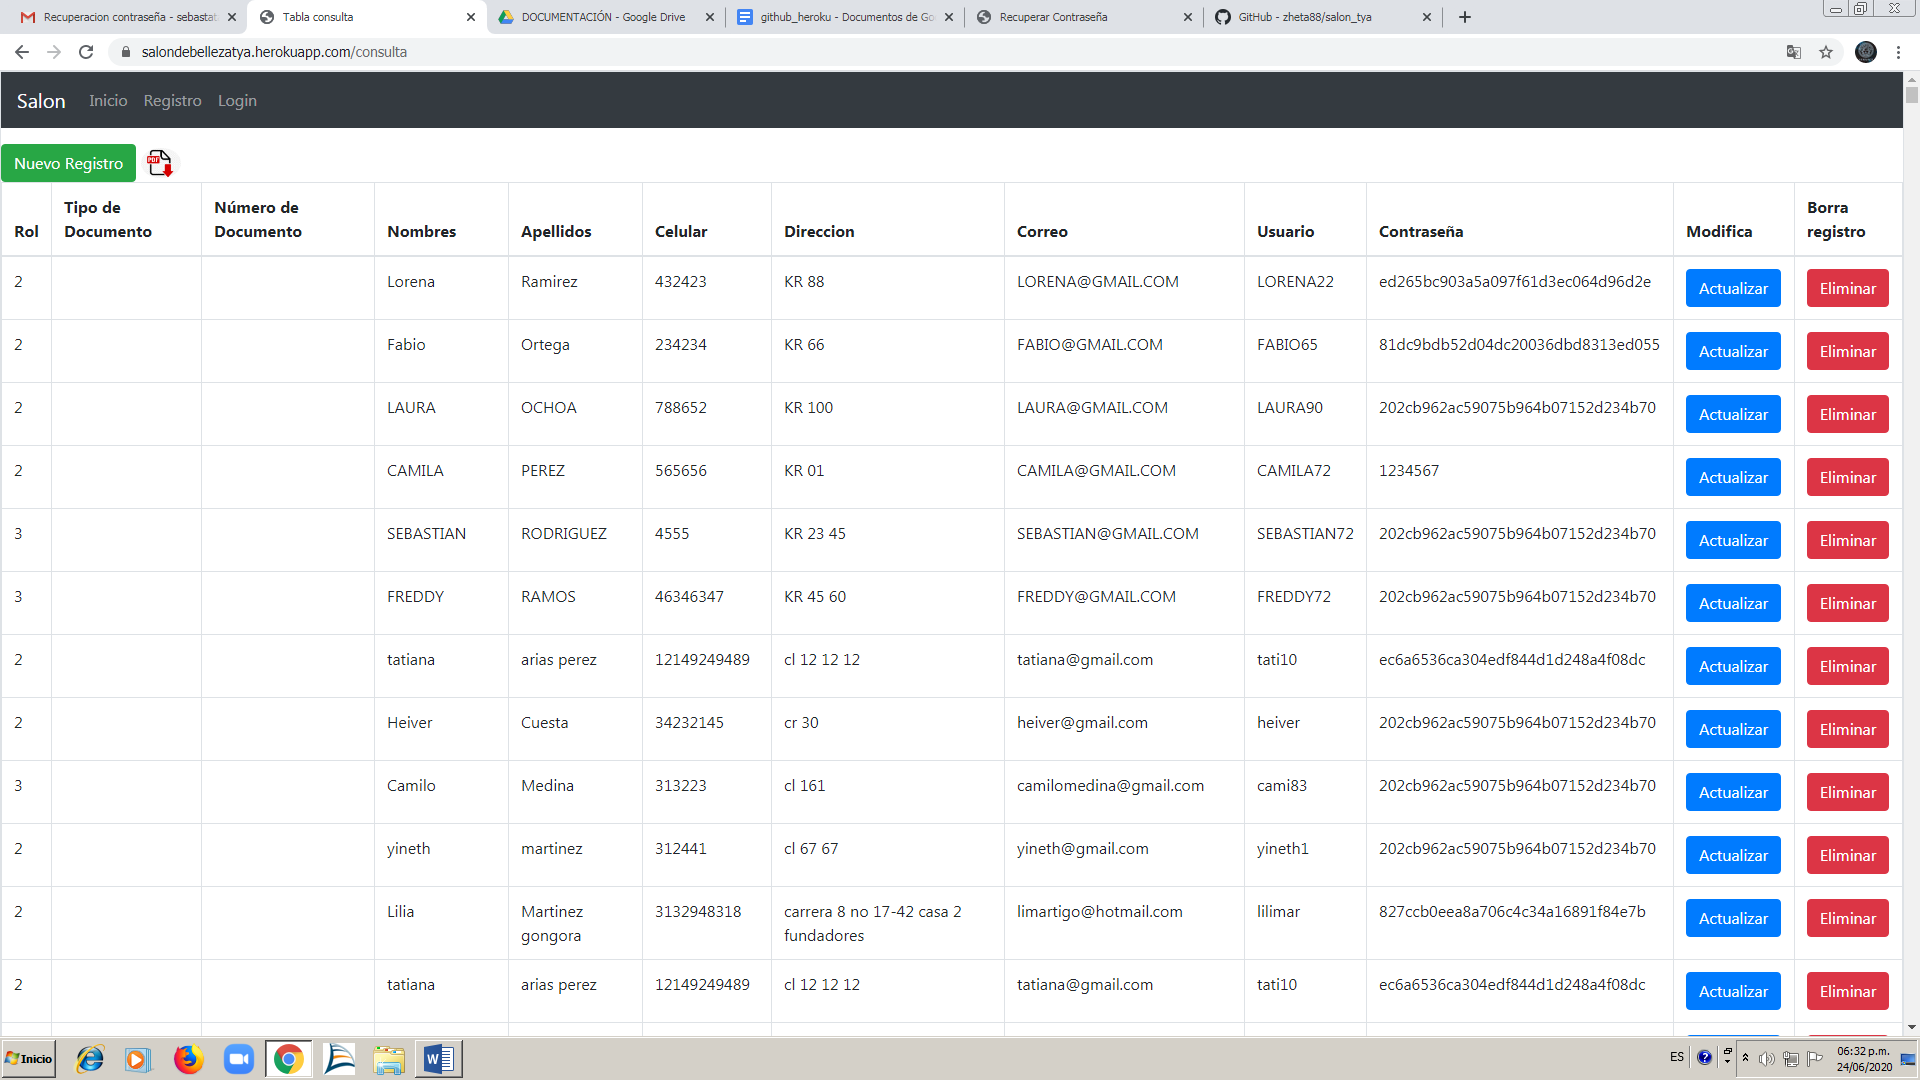 Recuperacion contraseña - sebastat
Tabla consulta
DOCUMENTACIÓN - Google Drive
github_heroku - Documentos de Go
Recuperar Contraseña
GitHub - zheta88/salon_tya
salondebellezatya.herokuapp.com/consulta
Salon Inicio Registro Login
Nuevo Registro PDF
Rol Tipo de Documento Número de Documento Nombres Apellidos Celular Direccion Correo Usuario Contraseña Modifica Borra registro
2 Lorena Ramirez 432423 KR 88 LORENA@GMAIL.COM LORENA22 ed265bc903a5a097f61d3ec064d96d2e Actualizar Eliminar
2 Fabio Ortega 234234 KR 66 FABIO@GMAIL.COM FABIO65 81dc9bdb52d04dc20036dbd8313ed055 Actualizar Eliminar
2 LAURA OCHOA 788652 KR 100 LAURA@GMAIL.COM LAURA90 202cb962ac59075b964b07152d234b70 Actualizar Eliminar
2 CAMILA PEREZ 565656 KR 01 CAMILA@GMAIL.COM CAMILA72 1234567 Actualizar Eliminar
3 SEBASTIAN RODRIGUEZ 4555 KR 23 45 SEBASTIAN@GMAIL.COM SEBASTIAN72 202cb962ac59075b964b07152d234b70 Actualizar Eliminar
3 FREDDY RAMOS 46346347 KR 45 60 FREDDY@GMAIL.COM FREDDY72 202cb962ac59075b964b07152d234b70 Actualizar Eliminar
2 tatiana arias perez 12149249489 cl 12 12 12 tatiana@gmail.com tati10 ec6a6536ca304edf844d1d248a4f08dc Actualizar Eliminar
2 Heiver Cuesta 34232145 cr 30 heiver@gmail.com heiver 202cb962ac59075b964b07152d234b70 Actualizar Eliminar
3 Camilo Medina 313223 cl 161 camilomedina@gmail.com cami83 202cb962ac59075b964b07152d234b70 Actualizar Eliminar
2 yineth martinez 312441 cl 67 67 yineth@gmail.com yineth1 202cb962ac59075b964b07152d234b70 Actualizar Eliminar
2 Lilia Martinez gongora 3132948318 carrera 8 no 17-42 casa 2 fundadores limartigo@hotmail.com lilimar 827ccb0eea8a706c4c34a16891f84e7b Actualizar Eliminar
2 tatiana arias perez 12149249489 cl 12 12 12 tatiana@gmail.com tati10 ec6a6536ca304edf844d1d248a4f08dc Actualizar Eliminar
Inicio
ES
06:32 p.m.
24/06/2020